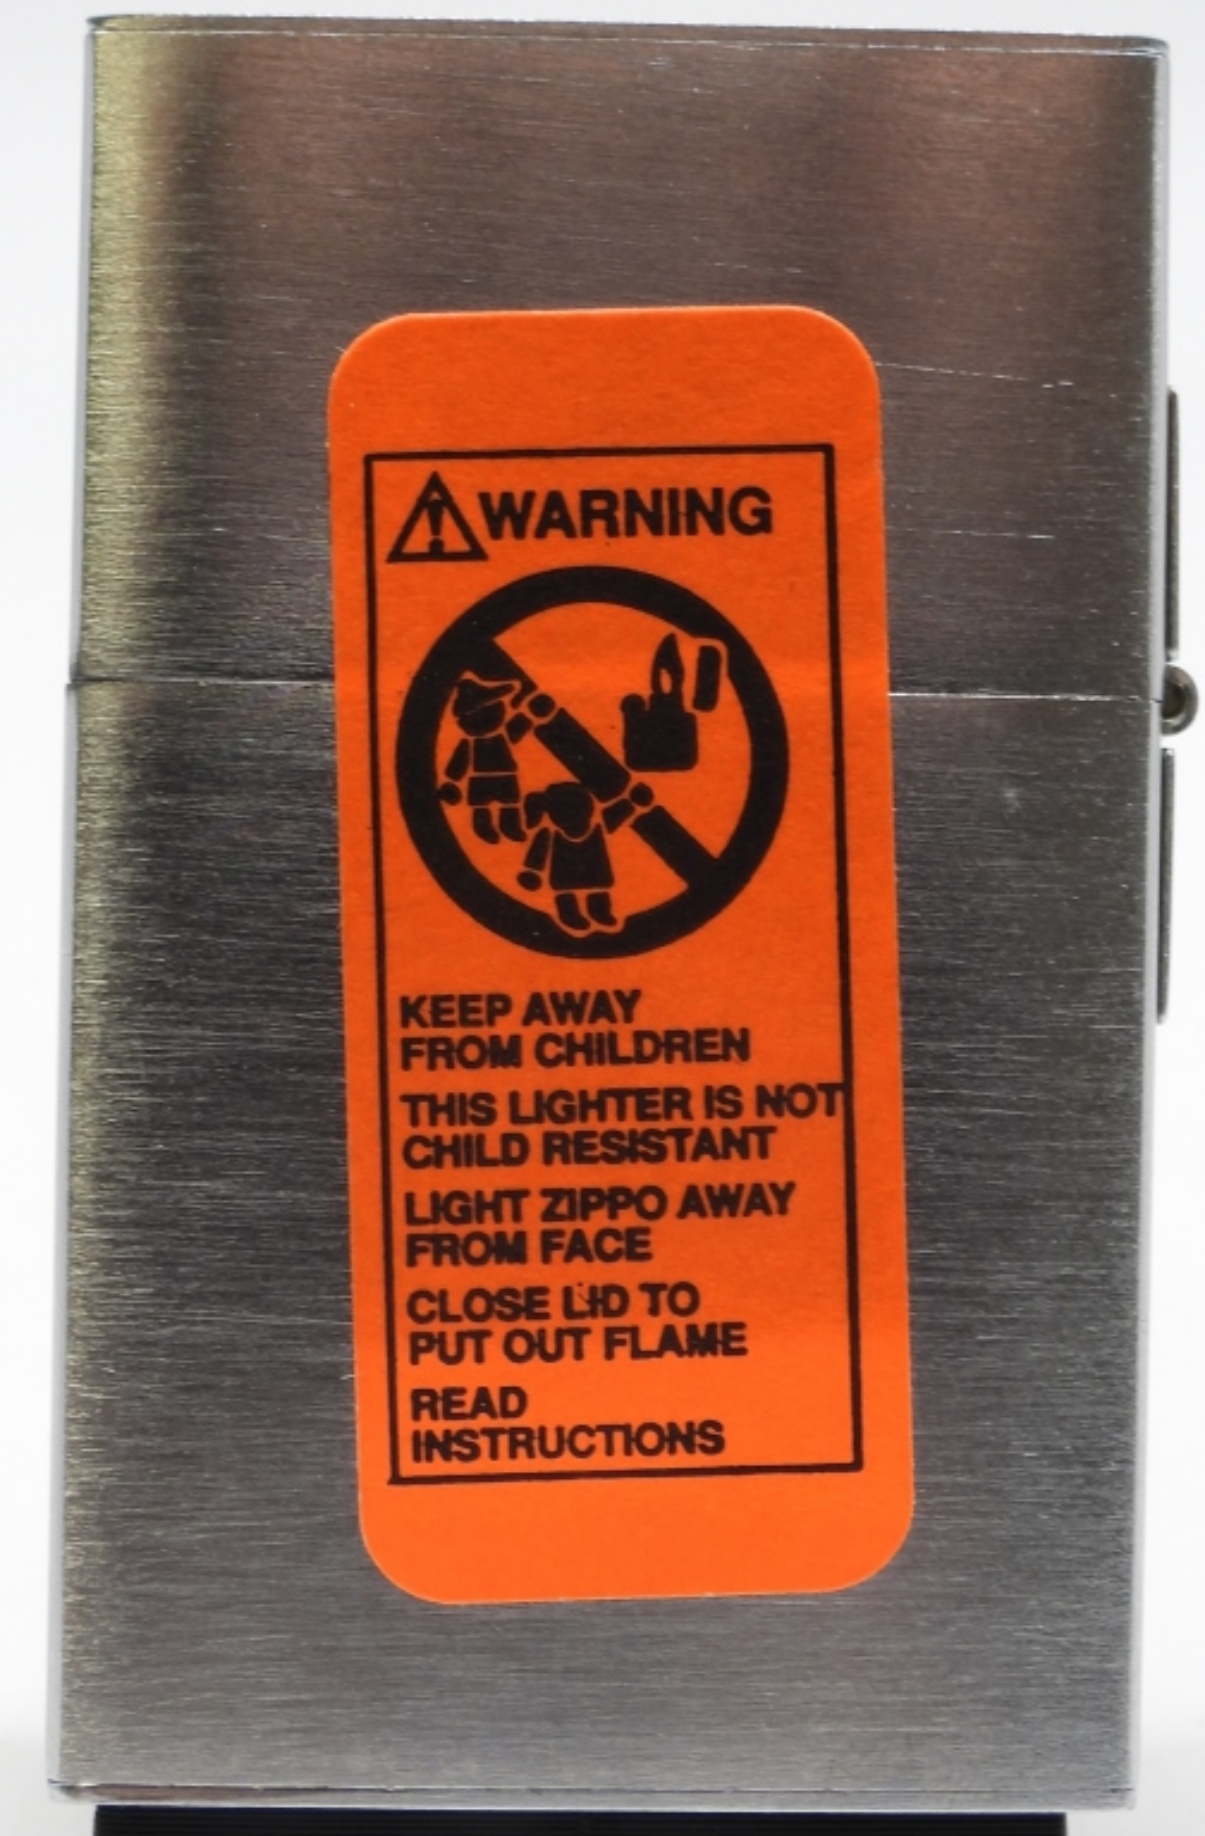 WARNING
KEEP AWAY
FROM CHILDREN
THIS LIGHTER IS NOT
CHILD RESISTANT
LIGHT ZIPPO AWAY
FROM FACE
CLOSE LID TO
PUT OUT FLAME
READ
INSTRUCTIONS